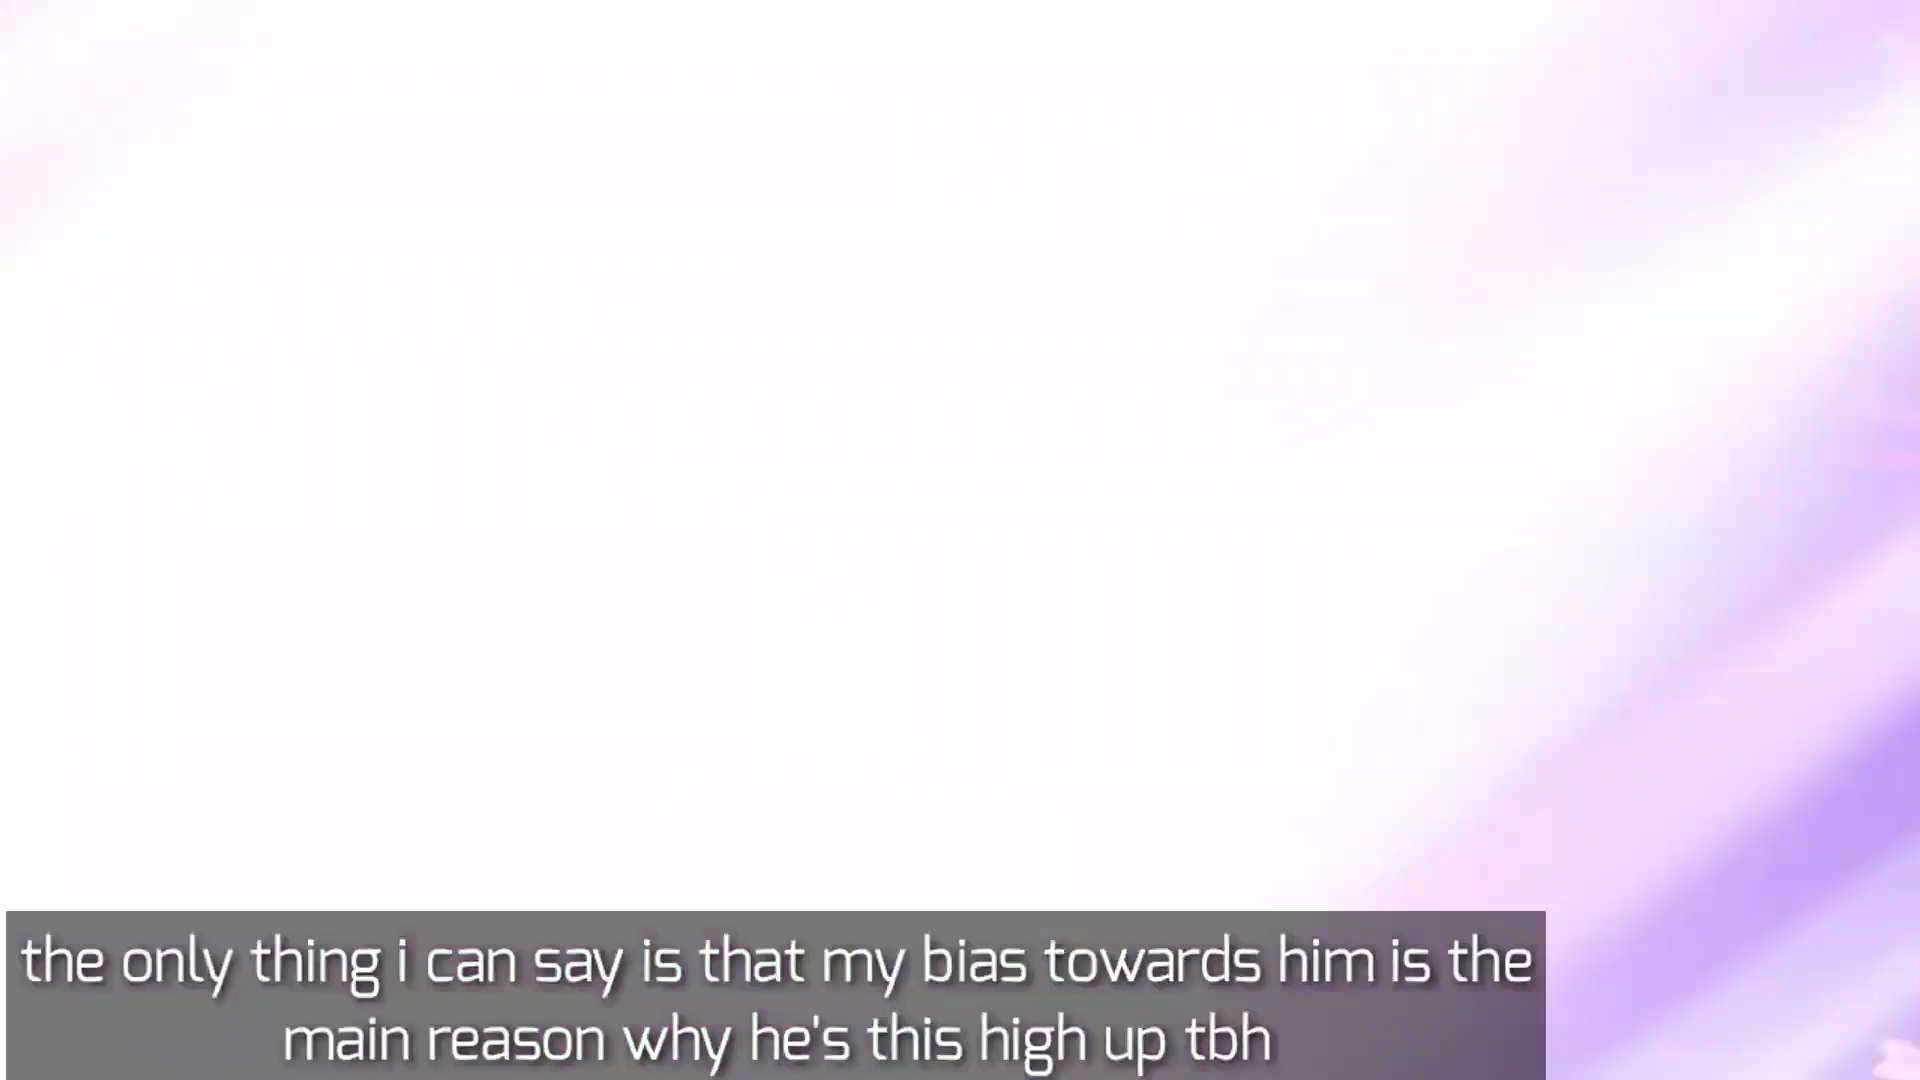 the only thing i can say is that my bias towards him is the
main reason why he's this high up tbh